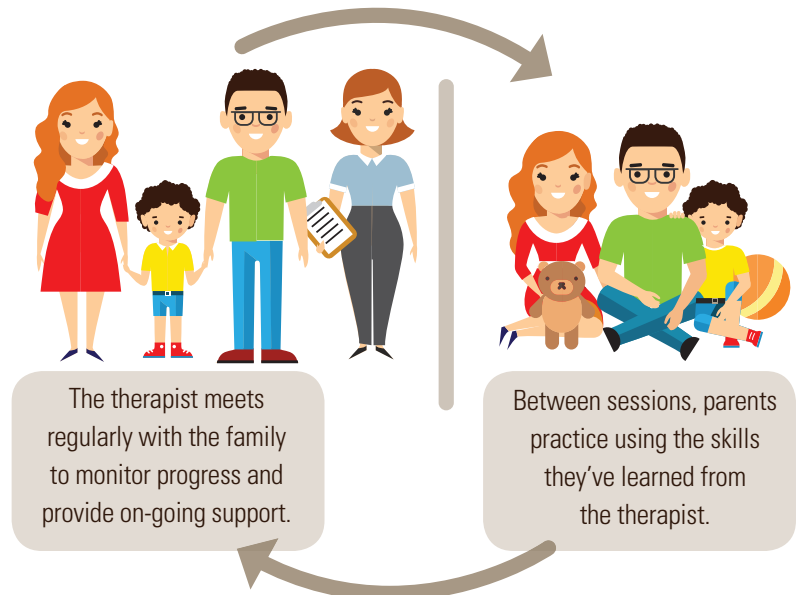 The therapist meets
regularly with the family
to monitor progress and
provide on-going support.
Between sessions, parents
practice using the skills
they’ve learned from
the therapist.